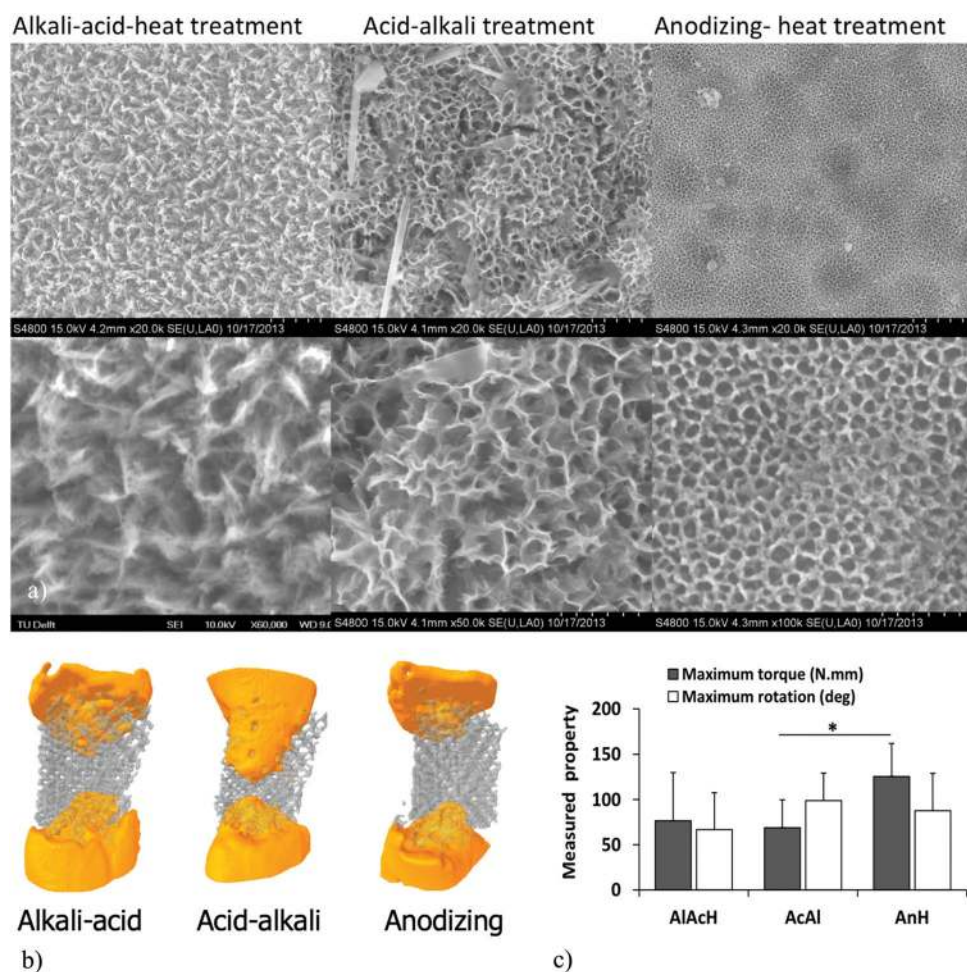 Alkali-acid-heat treatment Acid-alkali treatment Anodizing- heat treatment
S4800 15.0kV 4.2mm x20.0k SE(U,LA0) 10/17/2013 S4800 15.0kV 4.1mm x20.0k SE(U,LA0) 10/17/2013 S4800 15.0kV 4.3mm x20.0k SE(U,LA0) 10/17/2013
a)
TU Delft SEI 10.0kV X60,000 S4800 15.0kV 4.1mm x50.0k SE(U,LA0) 10/17/2013 S4800 15.0kV 4.3mm x100k SE(U,LA0) 10/17/2013
Alkali-acid Acid-alkali Anodizing
b)
Maximum torque (N.mm)
Maximum rotation (deg)
Measured property
200
150
100
50
0
*
AlAcH AcAl AnH
c)